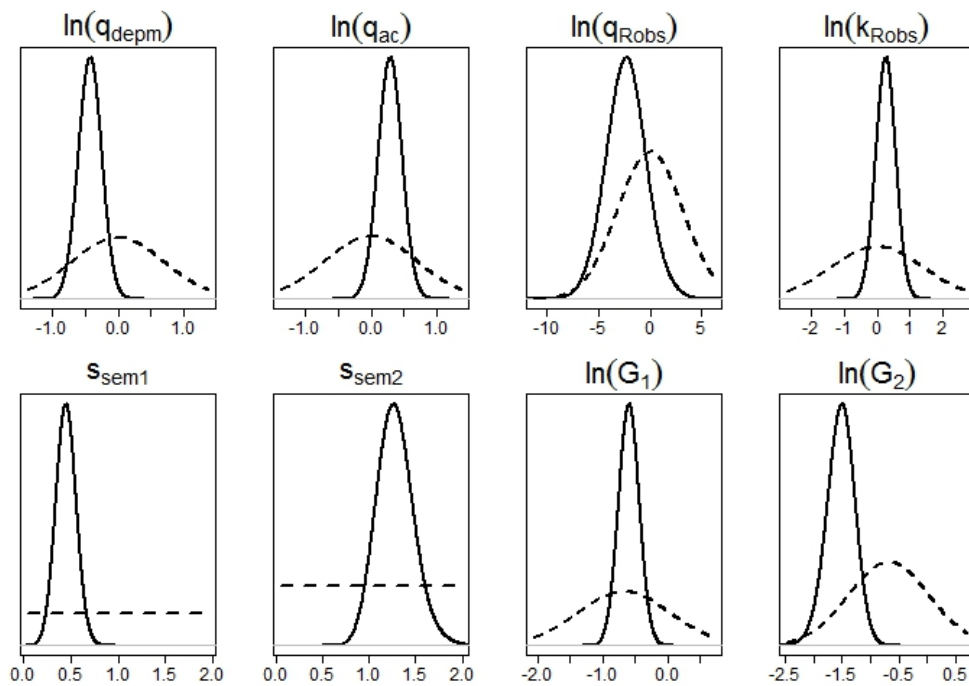 ln(q_depm) ln(q_ac) ln(q_Robs) ln(k_Robs)
-1.0 0.0 1.0 -1.0 0.0 1.0 -10 -5 0 5 -2 -1 0 1 2
s_sem1 s_sem2 ln(G_1) ln(G_2)
0.0 0.5 1.0 1.5 2.0 0.0 0.5 1.0 1.5 2.0 -2.0 -1.0 0.0 -2.5 -1.5 -0.5 0.5